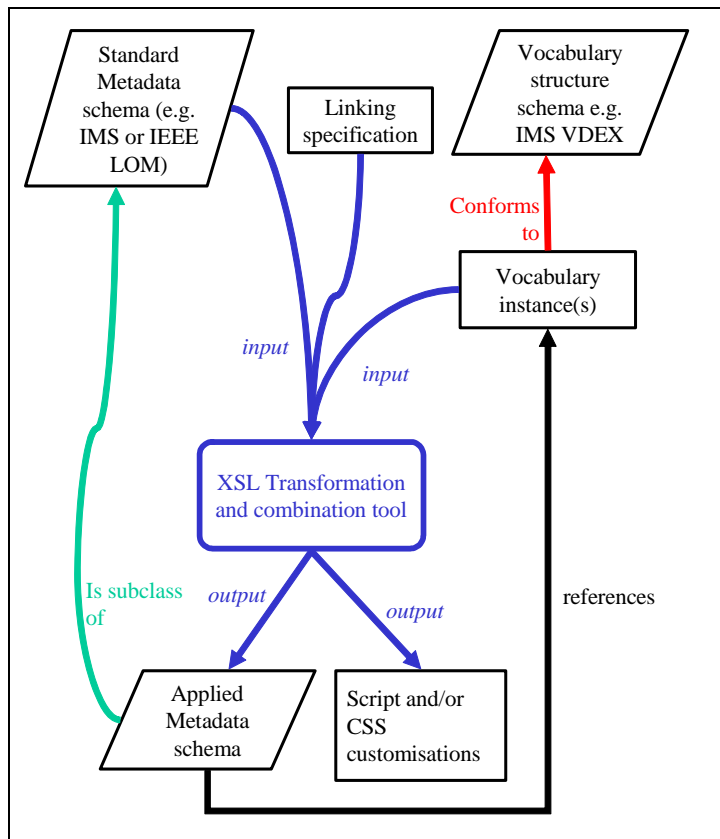 Standard
Metadata
schema (e.g.
IMS or IEEE
LOM)
Linking
specification
Vocabulary
structure
schema e.g.
IMS VDEX
Conforms
to
Vocabulary
instance(s)
input
input
XSL Transformation
and combination tool
Is subclass
of
output
output
references
Applied
Metadata
schema
Script and/or
CSS
customisations